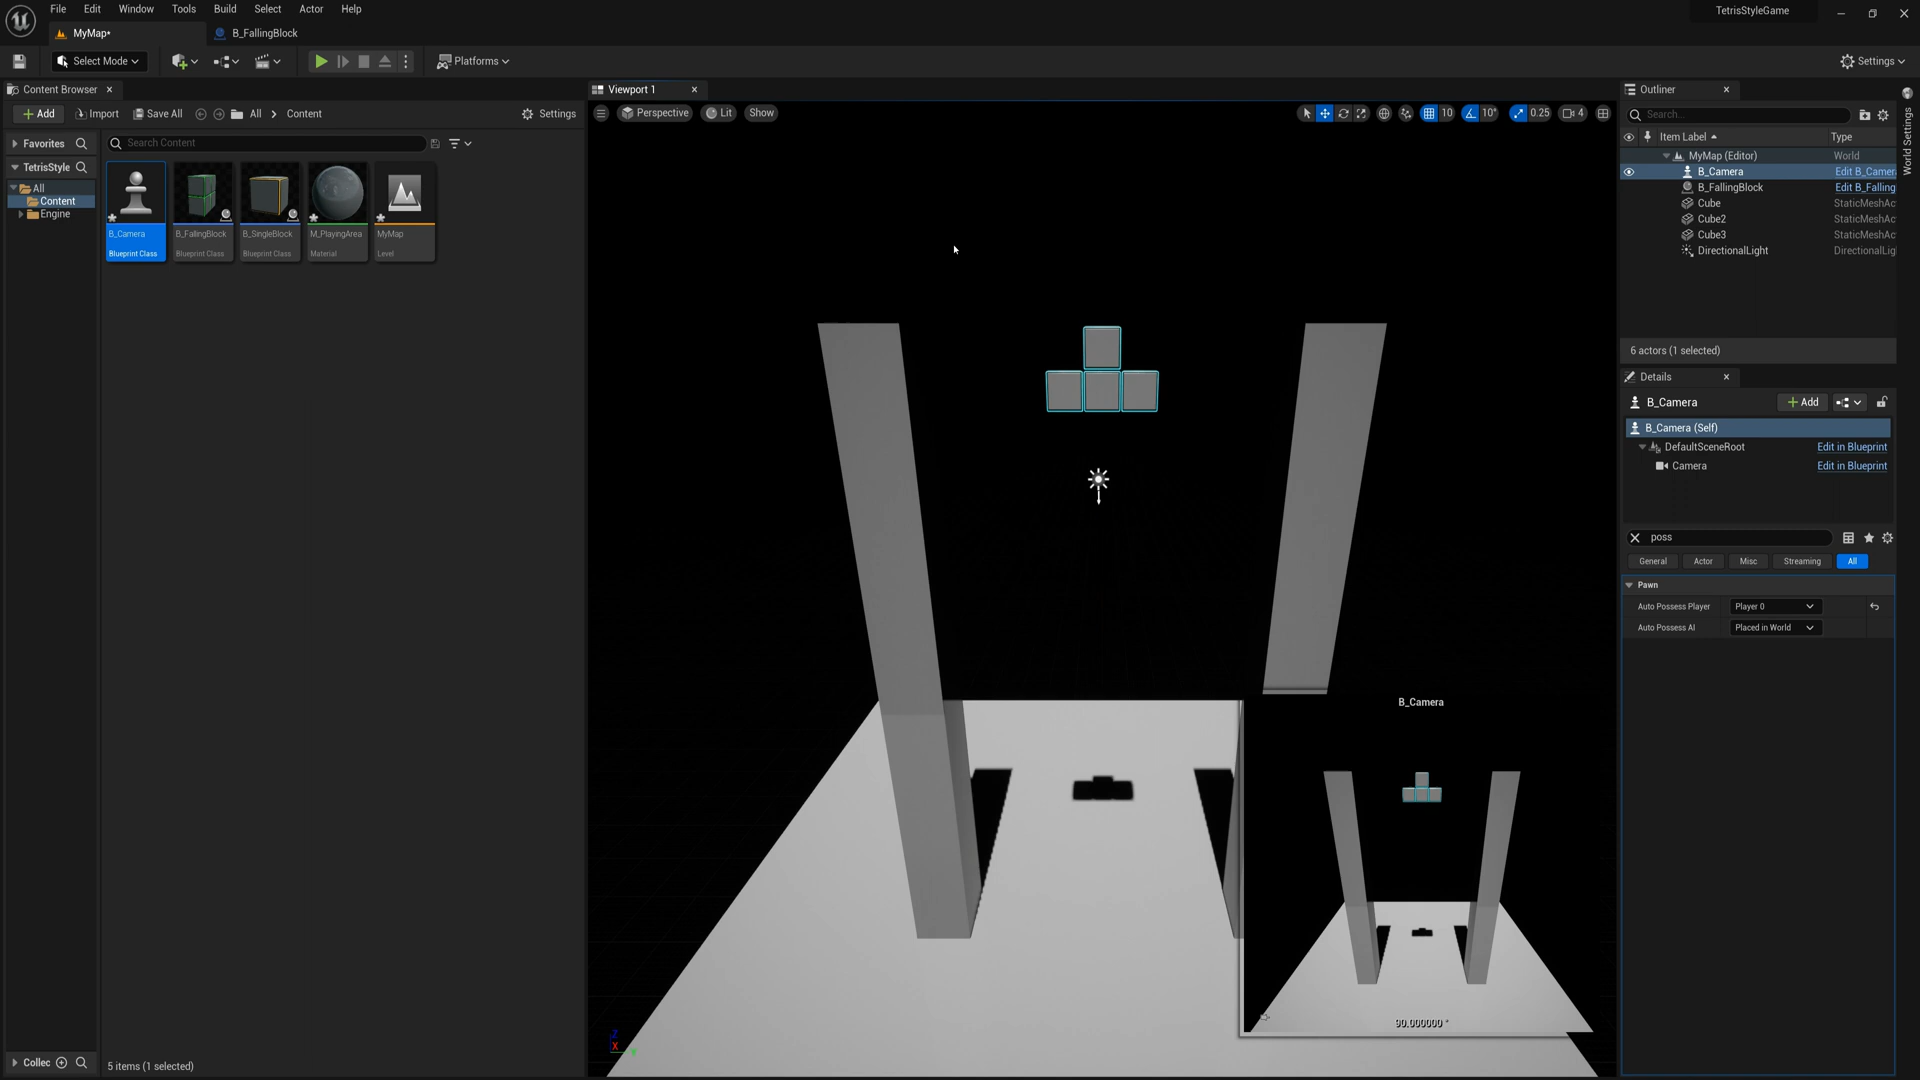 File Edit Window Tools Build Select Actor Help
TetrisStyleGame
MyMap•
B_FallingBlock
Select Mode
Platforms
Settings
Content Browser
Add
Import
Save All
All
Content
Settings
Favorites
Search Content
TetrisStyle
All
Content
Engine
B_Camera
Blueprint Class
B_FallingBlock
Blueprint Class
B_SingleBlock
Blueprint Class
M_PlayingArea
Material
MyMap
Level
Collec
5 items (1 selected)
Viewport 1
Perspective
Lit
Show
10
10°
0.25
4
B_Camera
90.000000 °
Z
X
Y
Outliner
Search...
Item Label
Type
MyMap (Editor)
World
B_Camera
Edit B_Camer
B_FallingBlock
Edit B_Falling
Cube
StaticMeshAc
Cube2
StaticMeshAc
Cube3
StaticMeshAc
DirectionalLight
DirectionalLig
6 actors (1 selected)
Details
B_Camera
Add
B_Camera (Self)
DefaultSceneRoot
Edit in Blueprint
Camera
Edit in Blueprint
poss
General
Actor
Misc
Streaming
All
Pawn
Auto Possess Player
Player 0
Auto Possess AI
Placed in World
World Settings